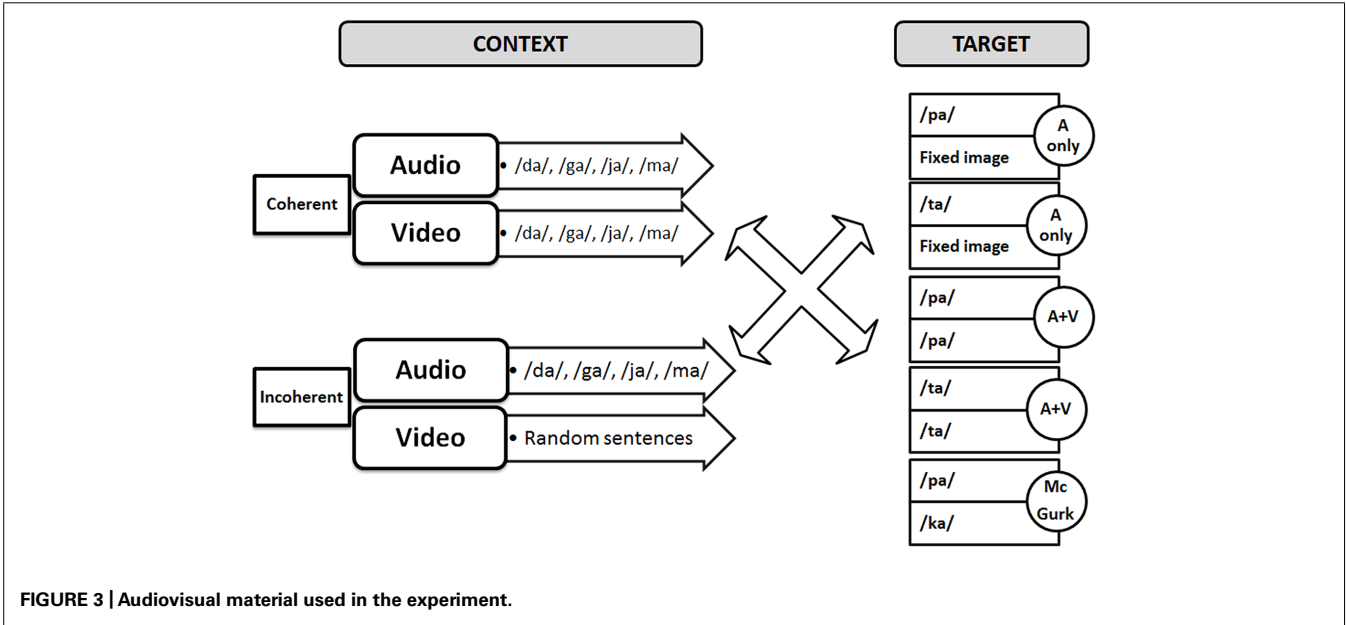 CONTEXT
TARGET
Coherent
Audio
• /da/, /ga/, /ja/, /ma/
Video
• /da/, /ga/, /ja/, /ma/
Incoherent
Audio
• /da/, /ga/, /ja/, /ma/
Video
• Random sentences
/pa/
Fixed image
A
only
/ta/
Fixed image
A
only
/pa/
/pa/
A+V
/ta/
/ta/
A+V
/pa/
/ka/
Mc
Gurk
FIGURE 3 | Audiovisual material used in the experiment.